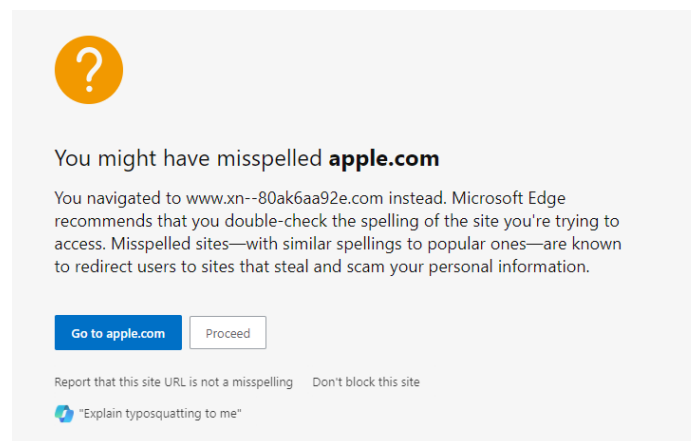 ?
You might have misspelled apple.com
You navigated to www.xn--80ak6aa92e.com instead. Microsoft Edge
recommends that you double-check the spelling of the site you're trying to
access. Misspelled sites—with similar spellings to popular ones—are known
to redirect users to sites that steal and scam your personal information.
Go to apple.com Proceed
Report that this site URL is not a misspelling Don't block this site
"Explain typosquatting to me"